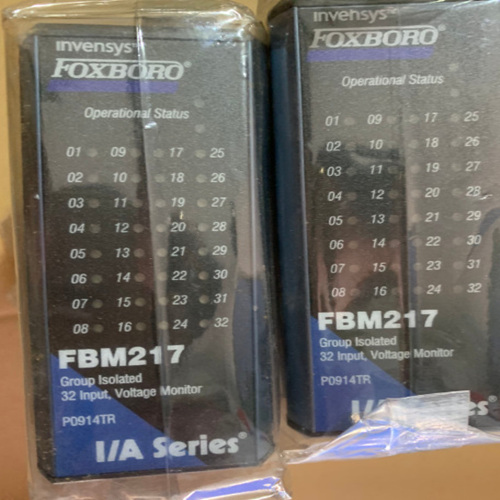 invensys
FOXBORO®
Operational Status
01 09 17 25
02 10 18 26
03 11 19 27
04 12 20 28
05 13 21 29
06 14 22 30
07 15 23 31
08 16 24 32
FBM217
Group Isolated
32 Input, Voltage Monitor
P0914TR
I/A Series®
invensys
FOXBORO®
Operational Status
01 09 17 25
02 10 18 26
03 11 19 27
04 12 20 28
05 13 21 29
06 14 22 30
07 15 23 31
08 16 24 32
FBM217
Group Isolated
32 Input, Voltage Monitor
P0914TR
I/A Series®